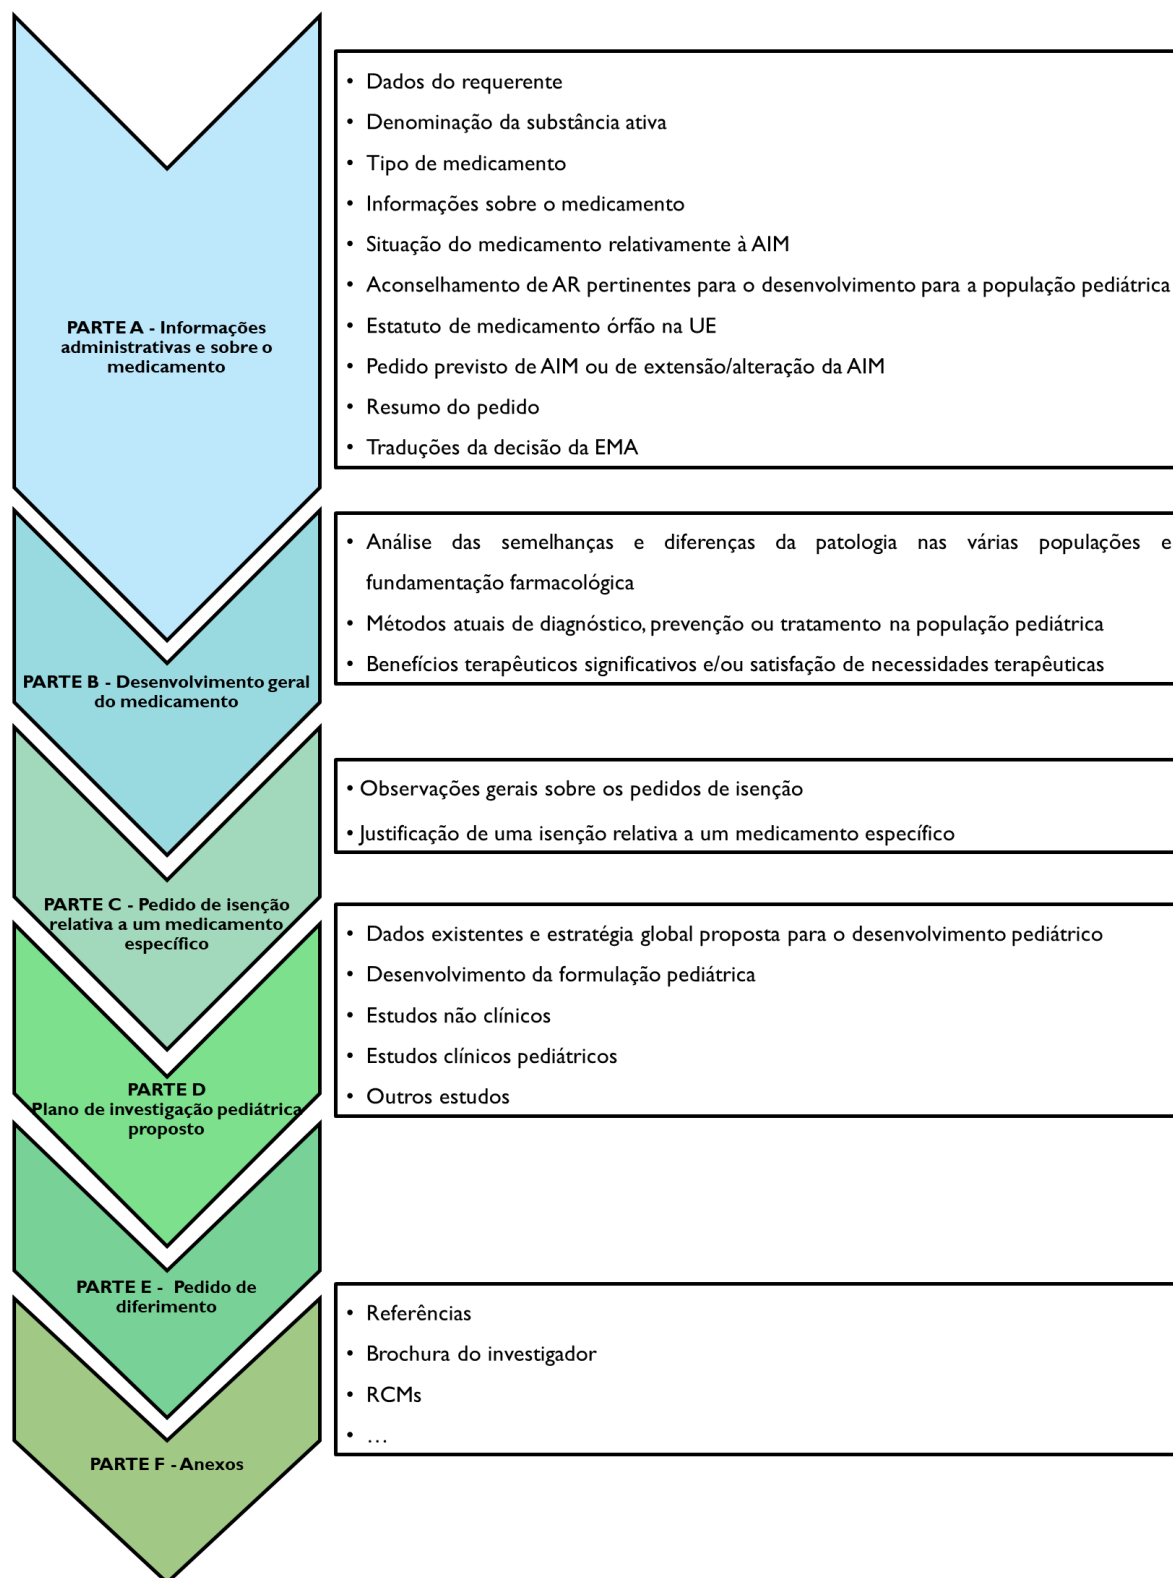 PARTE A - Informações
administrativas e sobre o
medicamento
• Dados do requerente
• Denominação da substância ativa
• Tipo de medicamento
• Informações sobre o medicamento
• Situação do medicamento relativamente à AIM
• Aconselhamento de AR pertinentes para o desenvolvimento para a população pediátrica
• Estatuto de medicamento órfão na UE
• Pedido previsto de AIM ou de extensão/alteração da AIM
• Resumo do pedido
• Traduções da decisão da EMA
PARTE B - Desenvolvimento geral
do medicamento
• Análise das semelhanças e diferenças da patologia nas várias populações e
fundamentação farmacológica
• Métodos atuais de diagnóstico, prevenção ou tratamento na população pediátrica
• Benefícios terapêuticos significativos e/ou satisfação de necessidades terapêuticas
PARTE C - Pedido de isenção
relativa a um medicamento
específico
• Observações gerais sobre os pedidos de isenção
• Justificação de uma isenção relativa a um medicamento específico
PARTE D
Plano de investigação pediátrica
proposto
• Dados existentes e estratégia global proposta para o desenvolvimento pediátrico
• Desenvolvimento da formulação pediátrica
• Estudos não clínicos
• Estudos clínicos pediátricos
• Outros estudos
PARTE E - Pedido de
diferimento
PARTE F - Anexos
• Referências
• Brochura do investigador
• RCMs
• …